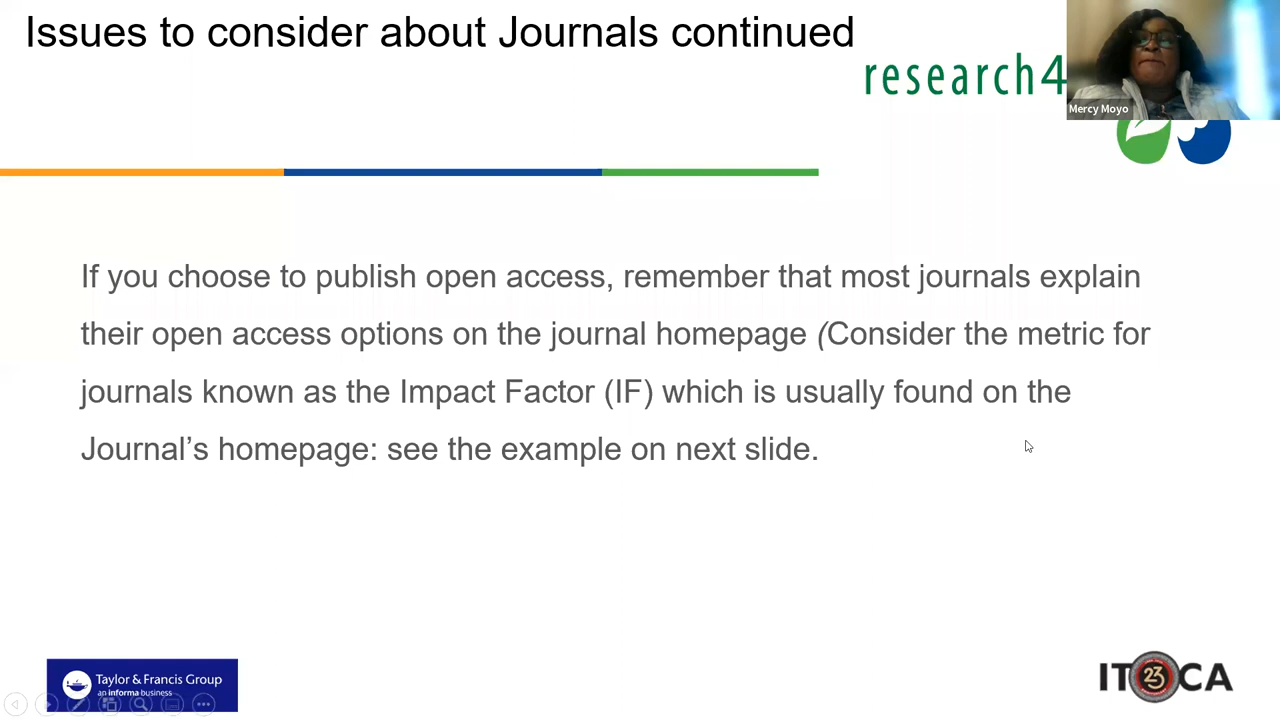 Issues to consider about Journals continued
research4
Mercy Moyo
If you choose to publish open access, remember that most journals explain
their open access options on the journal homepage (Consider the metric for
journals known as the Impact Factor (IF) which is usually found on the
Journal’s homepage: see the example on next slide.
Taylor & Francis Group
an informa business
ITOCA
23